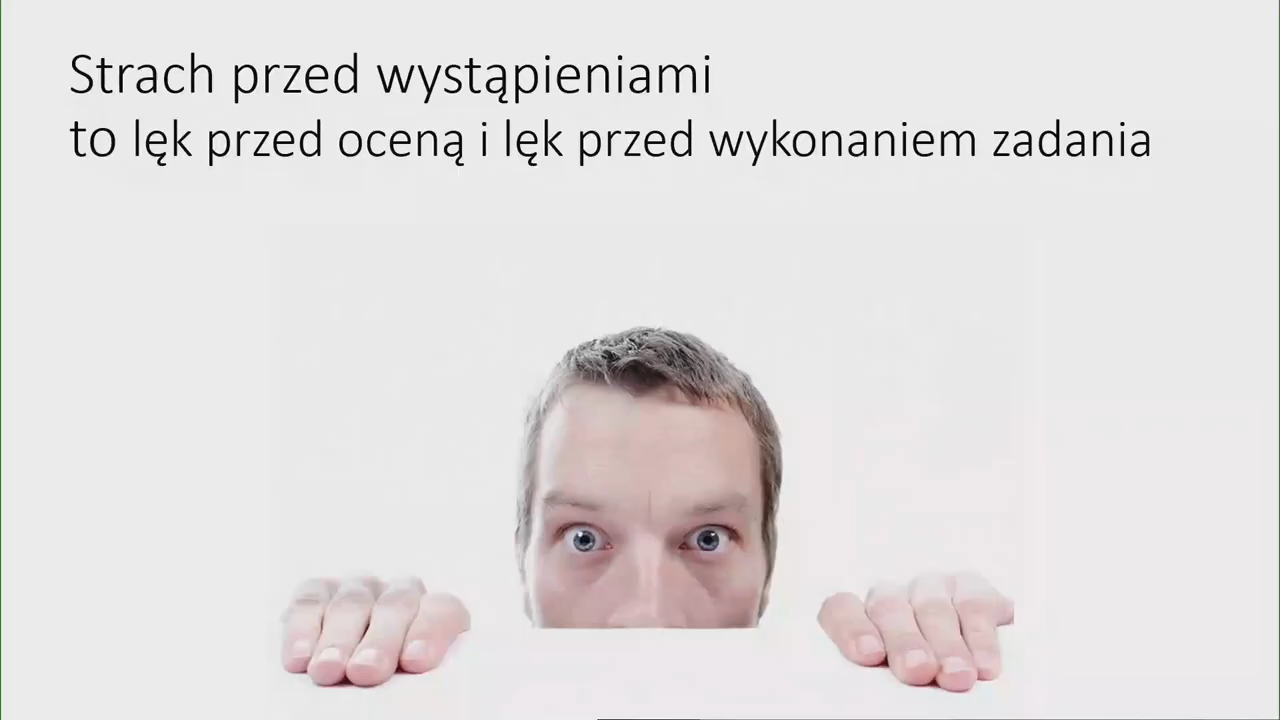 Strach przed wystąpieniami
to lęk przed oceną i lęk przed wykonaniem zadania